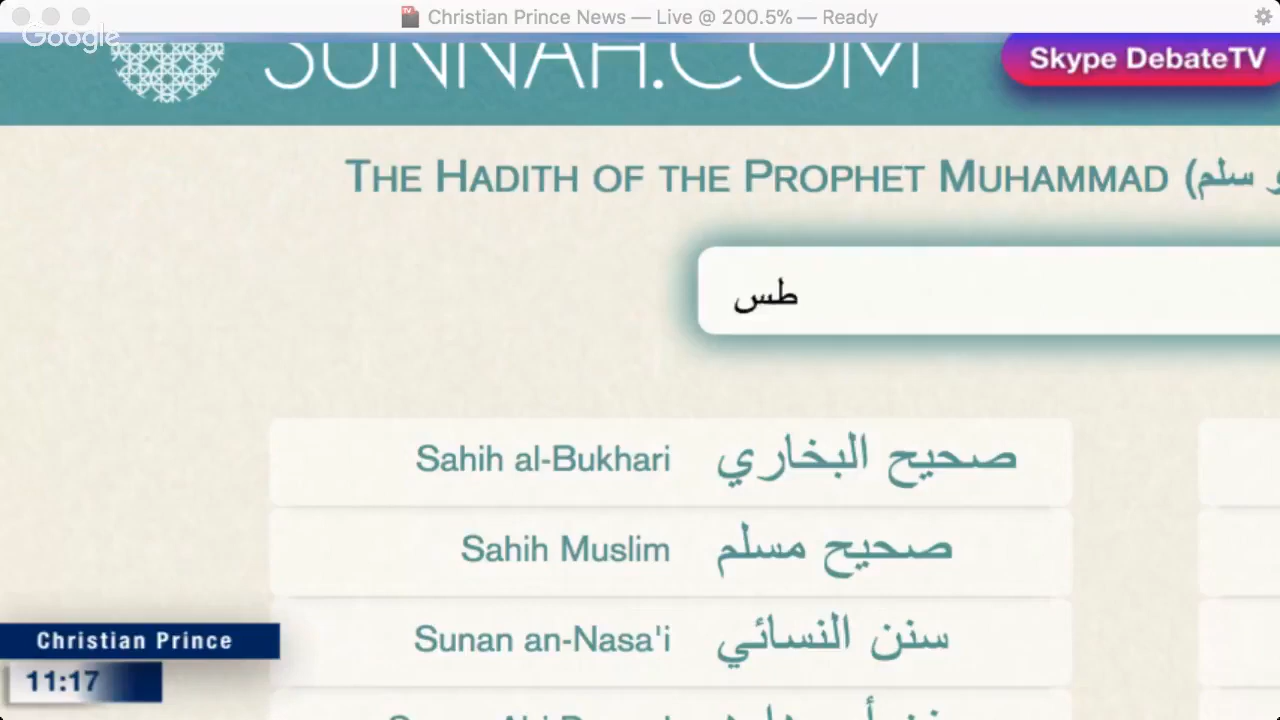 Christian Prince News — Live @ 200.5% — Ready
Google
SUNNAH.COM
Skype DebateTV
THE HADITH OF THE PROPHET MUHAMMAD (و سلم
طس
Sahih al-Bukhari صحيح البخاري
Sahih Muslim صحيح مسلم
Sunan an-Nasa'i سنن النسائي
Christian Prince
11:17